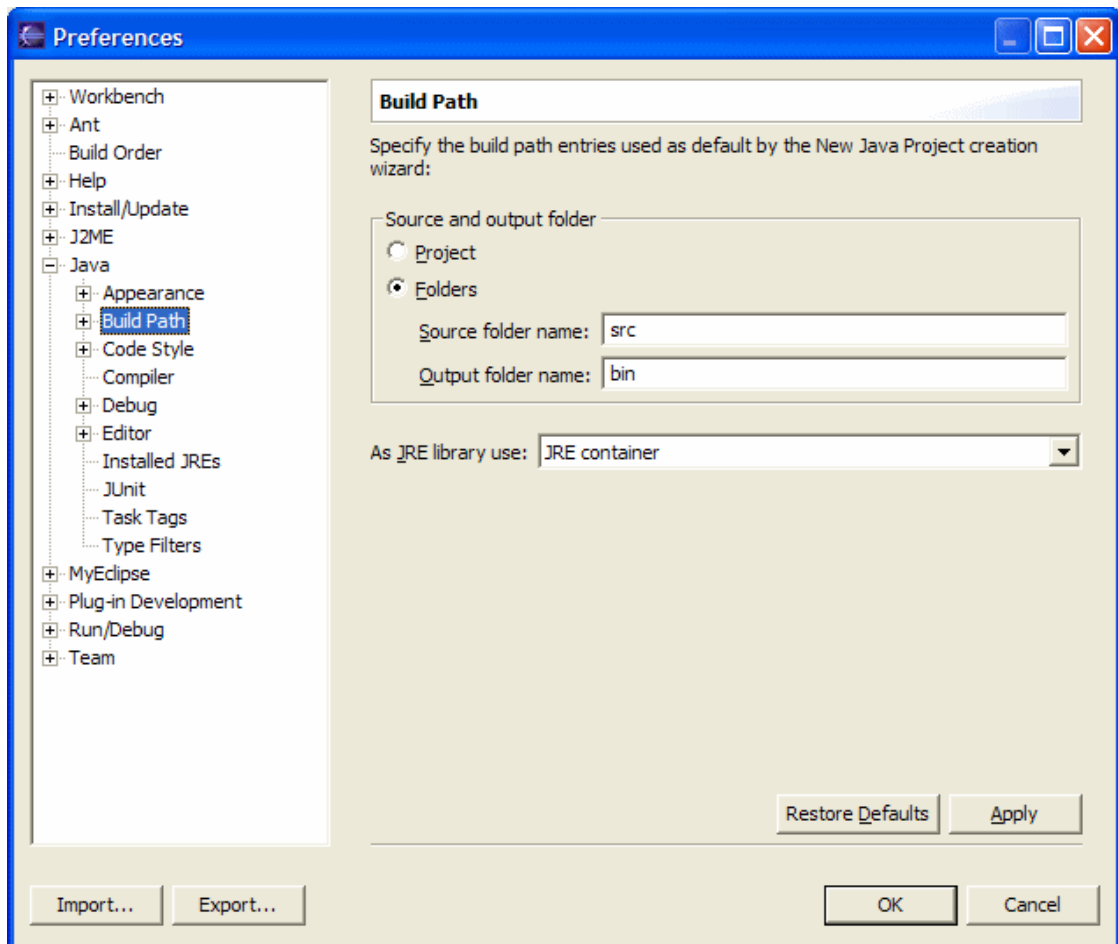 Preferences
Workbench
Ant
Build Order
Help
Install/Update
J2ME
Java
Appearance
Build Path
Code Style
Compiler
Debug
Editor
Installed JREs
JUnit
Task Tags
Type Filters
MyEclipse
Plug-in Development
Run/Debug
Team
Build Path
Specify the build path entries used as default by the New Java Project creation
wizard:
Source and output folder
Project
Folders
Source folder name: src
Output folder name: bin
As JRE library use: JRE container
Restore Defaults Apply
Import... Export... OK Cancel